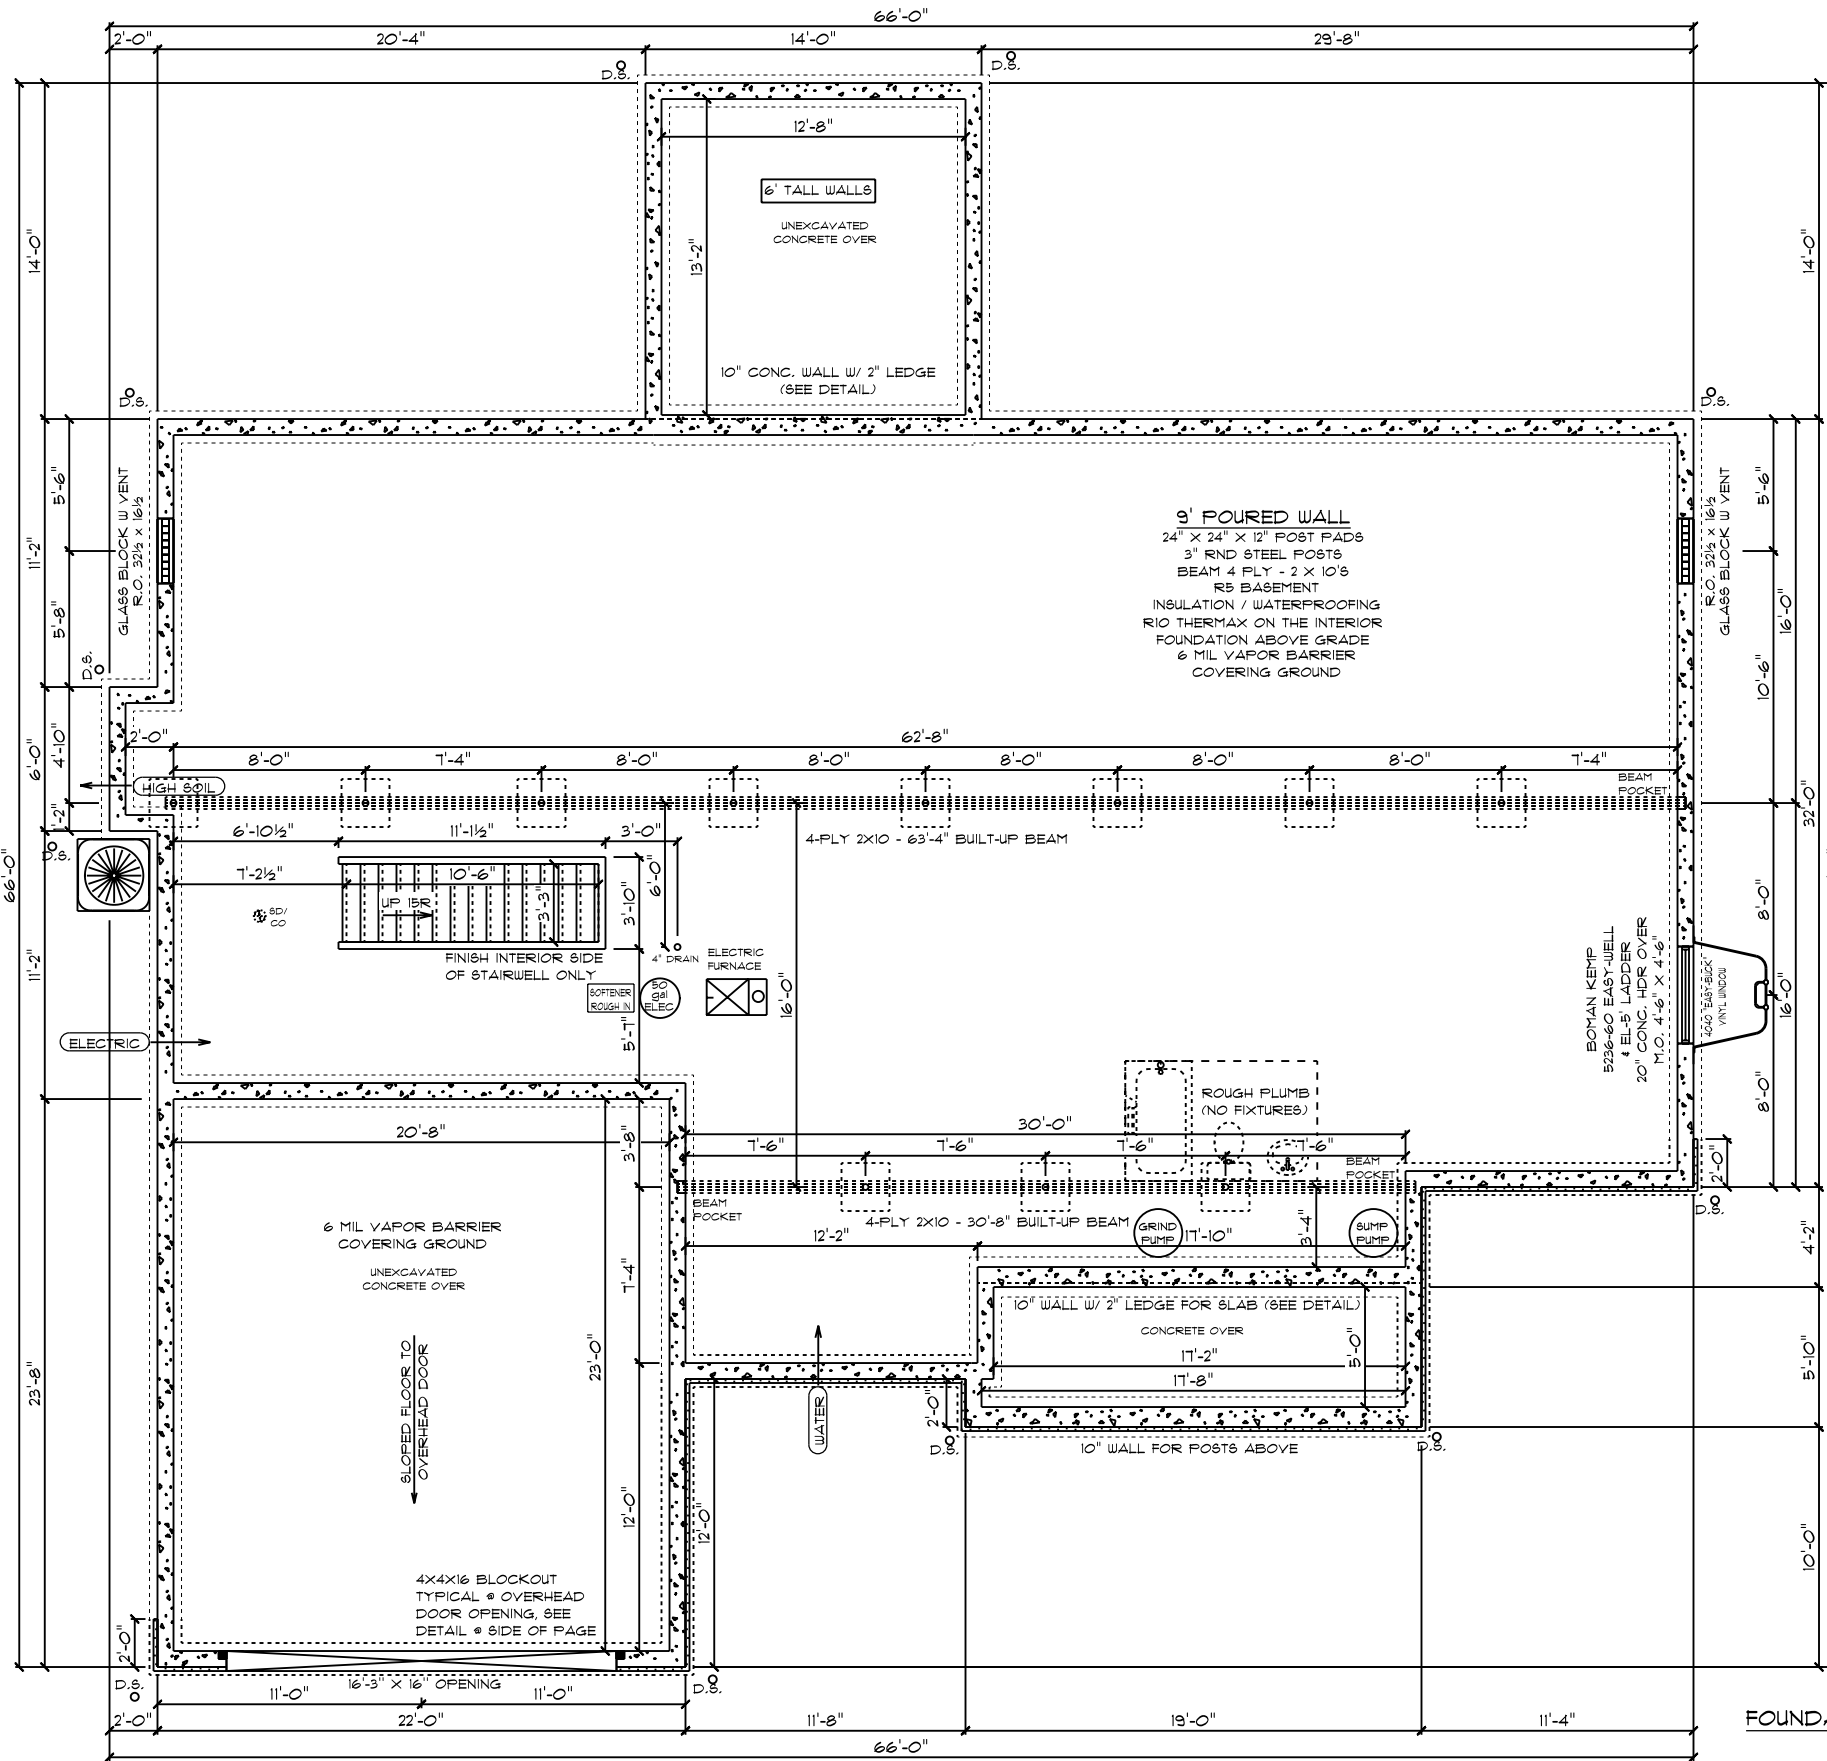 66'-0"
2'-0"
20'-4"
14'-0"
29'-8"
D.S.
D.S.
12'-8"
6' TALL WALLS
UNEXCAVATED
CONCRETE OVER
14'-0"
13'-2"
14'-0"
10" CONC. WALL W/ 2" LEDGE
(SEE DETAIL)
D.S.
D.S.
5'-6"
11'-2"
5'-8"
GLASS BLOCK W VENT
R.O. 32½ x 16½
9' POURED WALL
24" X 24" X 12" POST PADS
3" RND STEEL POSTS
BEAM 4 PLY - 2 X 10'S
R5 BASEMENT
INSULATION / WATERPROOFING
R10 THERMAX ON THE INTERIOR
FOUNDATION ABOVE GRADE
6 MIL VAPOR BARRIER
COVERING GROUND
R.O. 32½ x 16½
GLASS BLOCK W VENT
5'-6"
16'-0"
10'-6"
32'-0"
D.S.
6'-0"
4'-10"
1'-2"
2'-0"
62'-8"
8'-0"
7'-4"
8'-0"
8'-0"
8'-0"
8'-0"
8'-0"
7'-4"
BEAM
POCKET
HIGH SOIL
6'-10½"
11'-1½"
3'-0"
4-PLY 2X10 - 63'-4" BUILT-UP BEAM
D.S.
66'-0"
7'-2½"
10'-6"
UP 15R
3'-3"
3'-10"
6'-0"
SD/
CO
FINISH INTERIOR SIDE
OF STAIRWELL ONLY
4" DRAIN
ELECTRIC
FURNACE
SOFTENER
ROUGH IN
50
gal
ELEC
16'-0"
5'-7"
11'-2"
ELECTRIC
BOMAN KEMP
5236-60 EASY-WELL
& EL-5' LADDER
20" CONC. HDR OVER
M.O. 4'-6" X 4'-6"
4040 "EASY-BUCK"
VINYL WINDOW
8'-0"
16'-0"
8'-0"
ROUGH PLUMB
(NO FIXTURES)
20'-8"
3'-8"
30'-0"
7'-6"
7'-6"
7'-6"
7'-6"
BEAM
POCKET
2'-0"
D.S.
BEAM
POCKET
4-PLY 2X10 - 30'-8" BUILT-UP BEAM
GRIND
PUMP
SUMP
PUMP
12'-2"
17'-10"
3'-4"
4'-2"
6 MIL VAPOR BARRIER
COVERING GROUND
UNEXCAVATED
CONCRETE OVER
7'-4"
10" WALL W/ 2" LEDGE FOR SLAB (SEE DETAIL)
CONCRETE OVER
17'-2"
17'-8"
5'-0"
5'-10"
23'-8"
SLOPED FLOOR TO
OVERHEAD DOOR
23'-0"
WATER
2'-0"
D.S.
D.S.
10" WALL FOR POSTS ABOVE
12'-0"
12'-0"
10'-0"
4X4X16 BLOCKOUT
TYPICAL @ OVERHEAD
DOOR OPENING, SEE
DETAIL @ SIDE OF PAGE
2'-0"
D.S.
16'-3" X 16" OPENING
D.S.
11'-0"
11'-0"
2'-0"
22'-0"
11'-8"
19'-0"
11'-4"
66'-0"
FOUND.